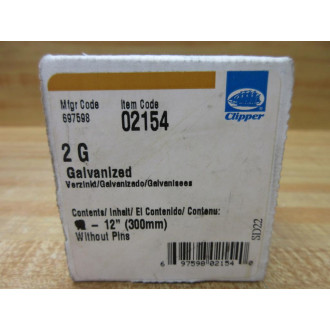 Mfgr Code Item Code
697598 02154
Clipper
2 G
Galvanized
Verzinkt/Galvanizado/Galvanisees
Contents/ Inhalt/ El Contenido/ Contenu:
- 12" (300mm)
Without Pins
SD22
6 97598 02154 0